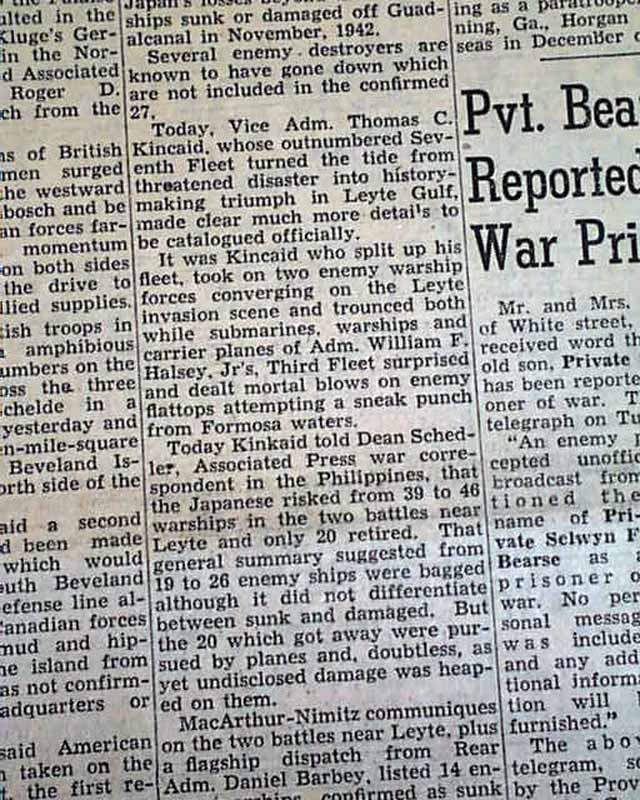 ulted in the
Kluge's Ger-
in the Nor-
d Associated
Roger D.
ch from the
ns of British
men surged
he westward
bosch and be
an forces far-
momentum
on both sides
the drive to
llied supplies.
tish troops in
a amphibious
umbers on the
oss the three
chelde in a
yesterday and
n-mile-square
Beveland Is-
orth side of the
aid a second
d been made
which would
uth Beveland
efense line al-
Canadian forces
mud and hip-
he island from
as not confirm-
adquarters or
said American
n taken on the
t, the first re-
ships sunk or damaged off Guad-
alcanal in November, 1942.
Several enemy destroyers are
known to have gone down which
are not included in the confirmed
27.
Today, Vice Adm. Thomas C.
Kincaid, whose outnumbered Sev-
enth Fleet turned the tide from
threatened disaster into history-
making triumph in Leyte Gulf,
made clear much more detai's to
be catalogued officially.
It was Kincaid who split up his
fleet, took on two enemy warship
forces converging on the Leyte
invasion scene and trounced both
while submarines, warships and
carrier planes of Adm. William F.
Halsey, Jr's, Third Fleet surprised
and dealt mortal blows on enemy
flattops attempting a sneak punch
from Formosa waters.
Today Kinkaid told Dean Sched-
ler, Associated Press war corre-
spondent in the Philippines, that
the Japanese risked from 39 to 46
warships in the two battles near
Leyte and only 20 retired. That
general summary suggested from
19 to 26 enemy ships were bagged
although it did not differentiate
between sunk and damaged. But
the 20 which got away were pur-
sued by planes and, doubtless, as
yet undisclosed damage was heap-
ed on them.
MacArthur-Nimitz communiques
on the two battles near Leyte, plus
a flagship dispatch from Rear
Adm. Daniel Barbey, listed 14 en-
confirmed as sunk
ing as a paratrooper
ning, Ga., Horgan
seas in December
Pvt. Bea
Reported
War Pri
Mr. and Mrs.
of White street,
received word th
old son, Private
has been reporte
oner of war. T
telegraph on Tu
"An enemy
cepted unoffic
broadcast from
tioned the
name of Pri-
vate Selwyn F
Bearse as
prisoner o
war. No per
sonal messag
was include
and any add
tional inform
tion will
furnished."
The abov
telegram, s
by the Prov